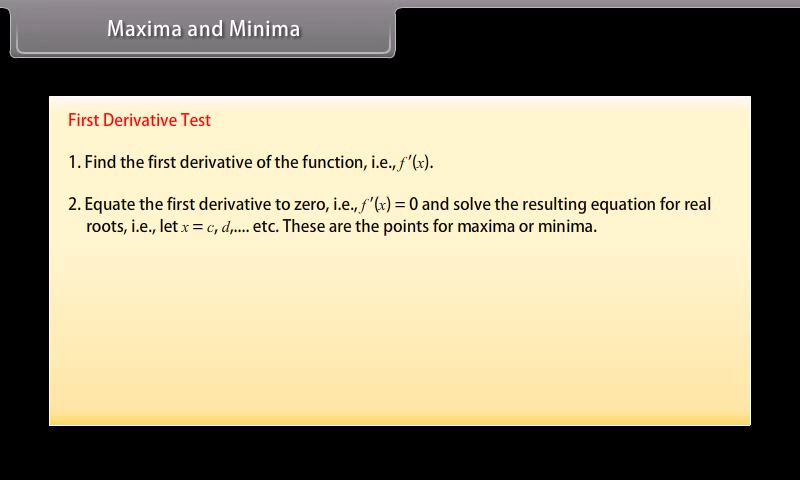 Maxima and Minima
First Derivative Test
1. Find the first derivative of the function, i.e., f′(x).
2. Equate the first derivative to zero, i.e., f′(x) = 0 and solve the resulting equation for real
roots, i.e., let x = c, d,.... etc. These are the points for maxima or minima.